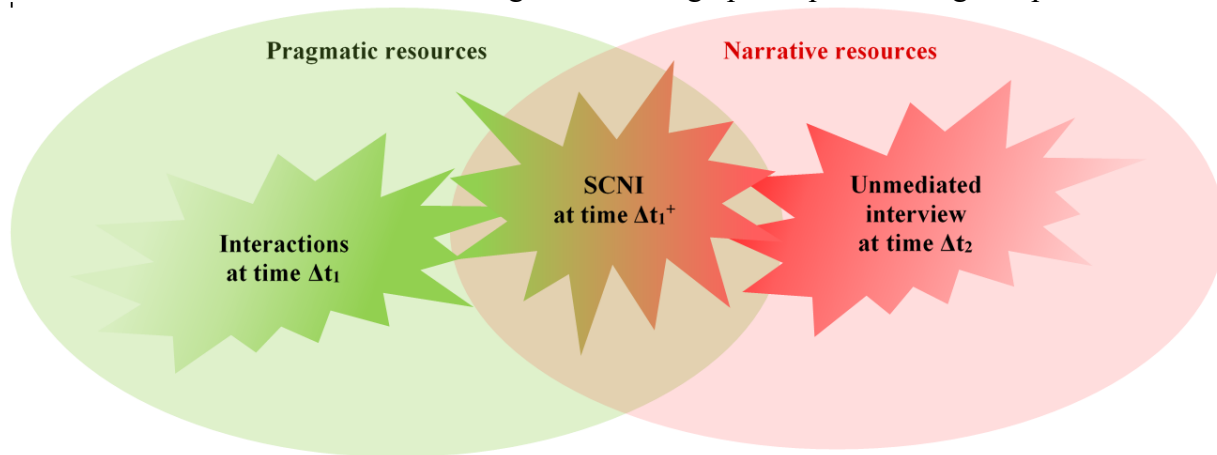 Pragmatic resources
Narrative resources
SCNI
at time Δt₁⁺
Unmediated
interview
at time Δt₂
Interactions
at time Δt₁